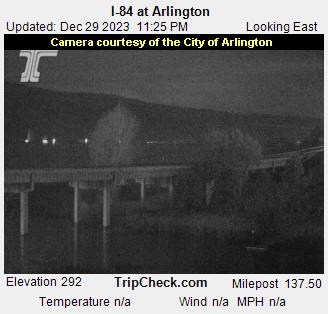 I-84 at Arlington
Updated: Dec 29 2023 11:25 PM Looking East
Camera courtesy of the City of Arlington
Elevation 292 TripCheck.com Milepost 137.50
Temperature n/a Wind n/a MPH n/a